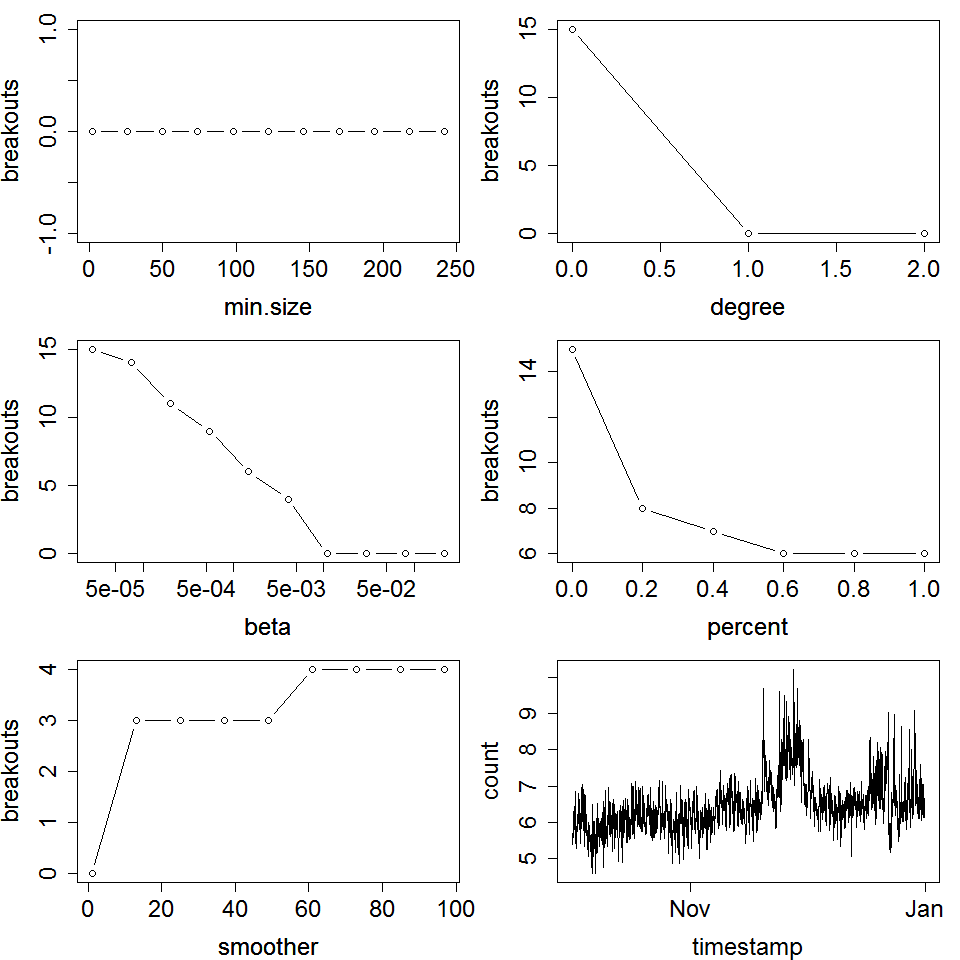 breakouts
1.0
0.0
-1.0
0 50 100 150 200 250
min.size
breakouts
15
10
5
0
0.0 0.5 1.0 1.5 2.0
degree
breakouts
15
10
5
0
5e-05 5e-04 5e-03 5e-02
beta
breakouts
14
10
8
6
0.0 0.2 0.4 0.6 0.8 1.0
percent
breakouts
4
3
2
1
0
0 20 40 60 80 100
smoother
count
9
8
7
6
5
Nov Jan
timestamp